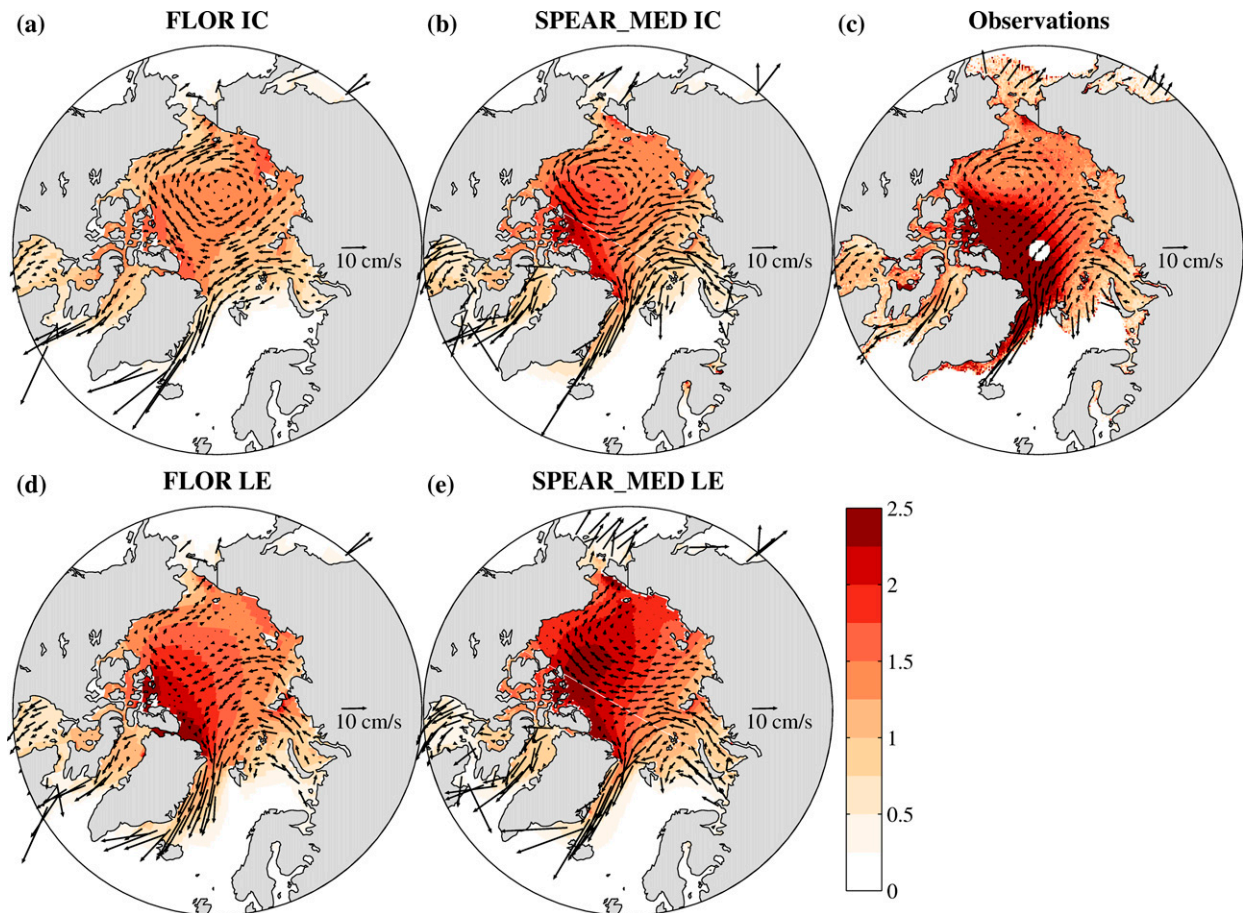 (a) FLOR IC
(b) SPEAR_MED IC
(c) Observations
10 cm/s
10 cm/s
10 cm/s
(d) FLOR LE
(e) SPEAR_MED LE
10 cm/s
10 cm/s
2.5
2
1.5
1
0.5
0